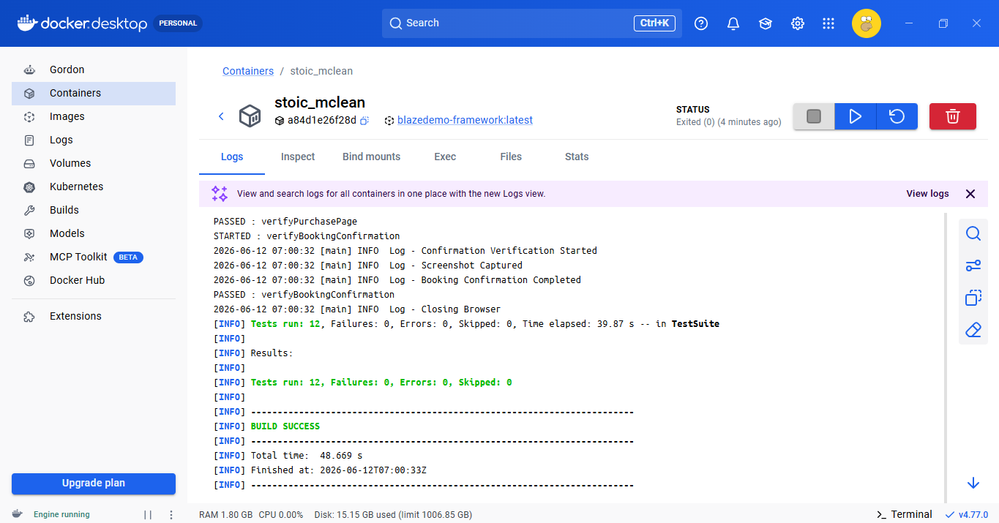 docker.desktop PERSONAL
Search Ctrl+K
Gordon
Containers
Images
Logs
Volumes
Kubernetes
Builds
Models
MCP Toolkit BETA
Docker Hub
Extensions
Upgrade plan
Containers / stoic_mclean
stoic_mclean
a84d1e26f28d blazedemo-framework:latest
STATUS
Exited (0) (4 minutes ago)
Logs Inspect Bind mounts Exec Files Stats
View and search logs for all containers in one place with the new Logs view. View logs
PASSED : verifyPurchasePage
STARTED : verifyBookingConfirmation
2026-06-12 07:00:32 [main] INFO  Log - Confirmation Verification Started
2026-06-12 07:00:32 [main] INFO  Log - Screenshot Captured
2026-06-12 07:00:32 [main] INFO  Log - Booking Confirmation Completed
PASSED : verifyBookingConfirmation
2026-06-12 07:00:32 [main] INFO  Log - Closing Browser
[INFO] Tests run: 12, Failures: 0, Errors: 0, Skipped: 0, Time elapsed: 39.87 s -- in TestSuite
[INFO]
[INFO] Results:
[INFO]
[INFO] Tests run: 12, Failures: 0, Errors: 0, Skipped: 0
[INFO]
[INFO] ------------------------------------------------------------------------
[INFO] BUILD SUCCESS
[INFO] ------------------------------------------------------------------------
[INFO] Total time:  48.669 s
[INFO] Finished at: 2026-06-12T07:00:33Z
[INFO] ------------------------------------------------------------------------
Engine running
RAM 1.80 GB CPU 0.00% Disk: 15.15 GB used (limit 1006.85 GB)
Terminal
v4.77.0